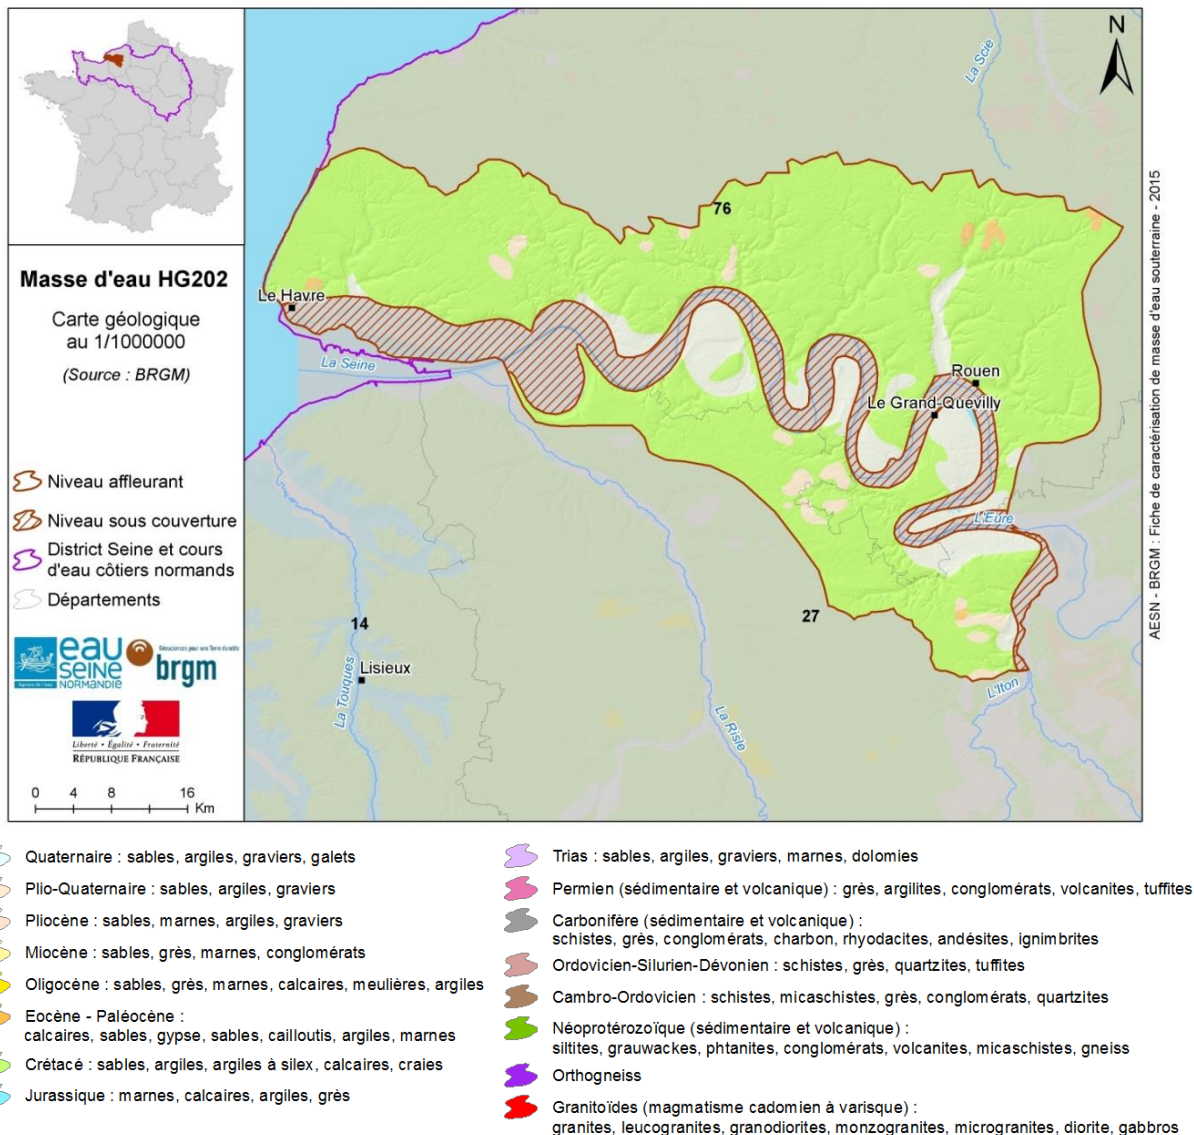 Masse d'eau HG202
Carte géologique
au 1/1000000
(Source : BRGM)
Niveau affleurant
Niveau sous couverture
District Seine et cours
d'eau côtiers normands
Départements
eau
SEINE
NORMANDIE
Géosciences pour une Terre durable
brgm
Liberté • Égalité • Fraternité
RÉPUBLIQUE FRANÇAISE
0 4 8 16
Km
N
La Scie
76
Le Havre
La Seine
Rouen
Le Grand-Quevilly
L'Eure
27
14
Lisieux
La Touques
La Risle
L'Iton
AESN - BRGM : Fiche de caractérisation de masse d'eau souterraine - 2015
Quaternaire : sables, argiles, graviers, galets
Plio-Quaternaire : sables, argiles, graviers
Pliocène : sables, marnes, argiles, graviers
Miocène : sables, grès, marnes, conglomérats
Oligocène : sables, grès, marnes, calcaires, meulières, argiles
Eocène - Paléocène :
calcaires, sables, gypse, sables, cailloutis, argiles, marnes
Crétacé : sables, argiles, argiles à silex, calcaires, craies
Jurassique : marnes, calcaires, argiles, grès
Trias : sables, argiles, graviers, marnes, dolomies
Permien (sédimentaire et volcanique) : grès, argilites, conglomérats, volcanites, tuffites
Carbonifère (sédimentaire et volcanique) :
schistes, grès, conglomérats, charbon, rhyodacites, andésites, ignimbrites
Ordovicien-Silurien-Dévonien : schistes, grès, quartzites, tuffites
Cambro-Ordovicien : schistes, micaschistes, grès, conglomérats, quartzites
Néoprotérozoïque (sédimentaire et volcanique) :
siltites, grauwackes, phtanites, conglomérats, volcanites, micaschistes, gneiss
Orthogneiss
Granitoïdes (magmatisme cadomien à varisque) :
granites, leucogranites, granodiorites, monzogranites, microgranites, diorite, gabbros